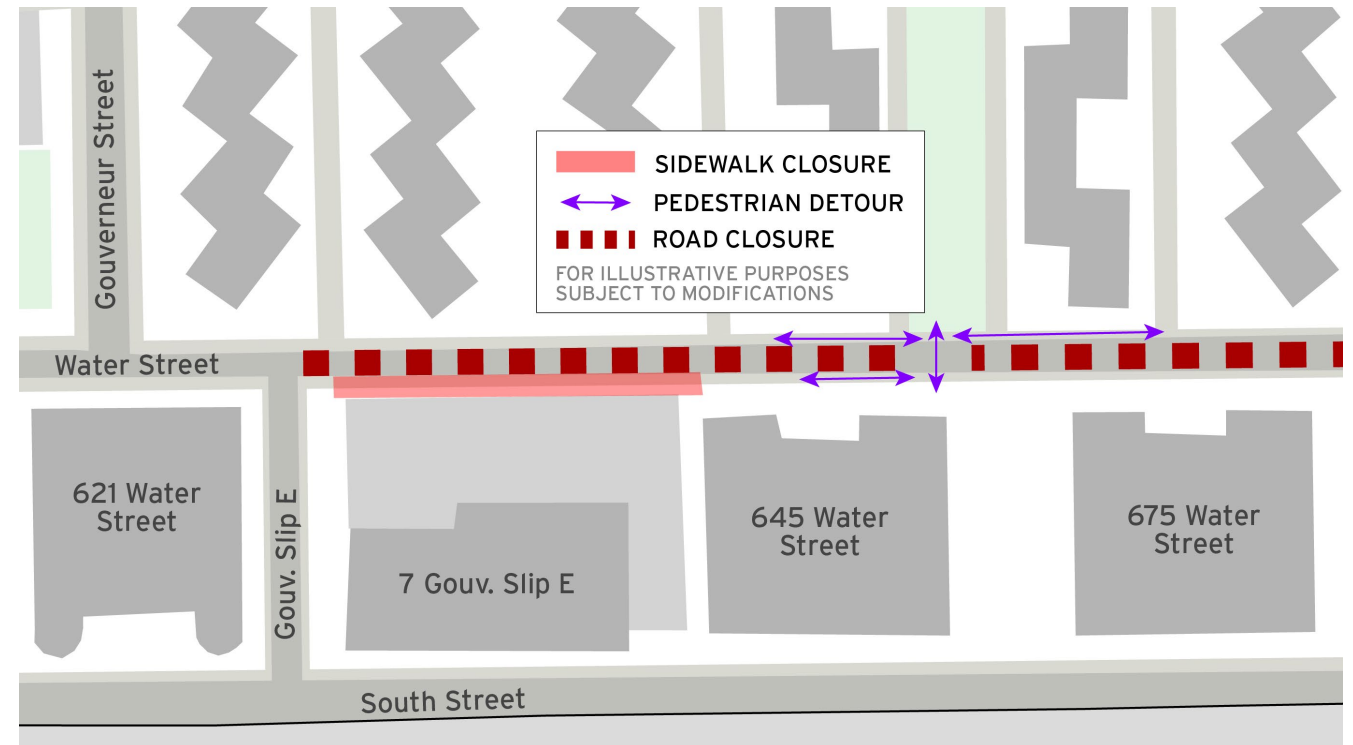 Gouverneur Street
SIDEWALK CLOSURE
PEDESTRIAN DETOUR
ROAD CLOSURE
FOR ILLUSTRATIVE PURPOSES
SUBJECT TO MODIFICATIONS
Water Street
621 Water
Street
Gouv. Slip E
7 Gouv. Slip E
645 Water
Street
675 Water
Street
South Street